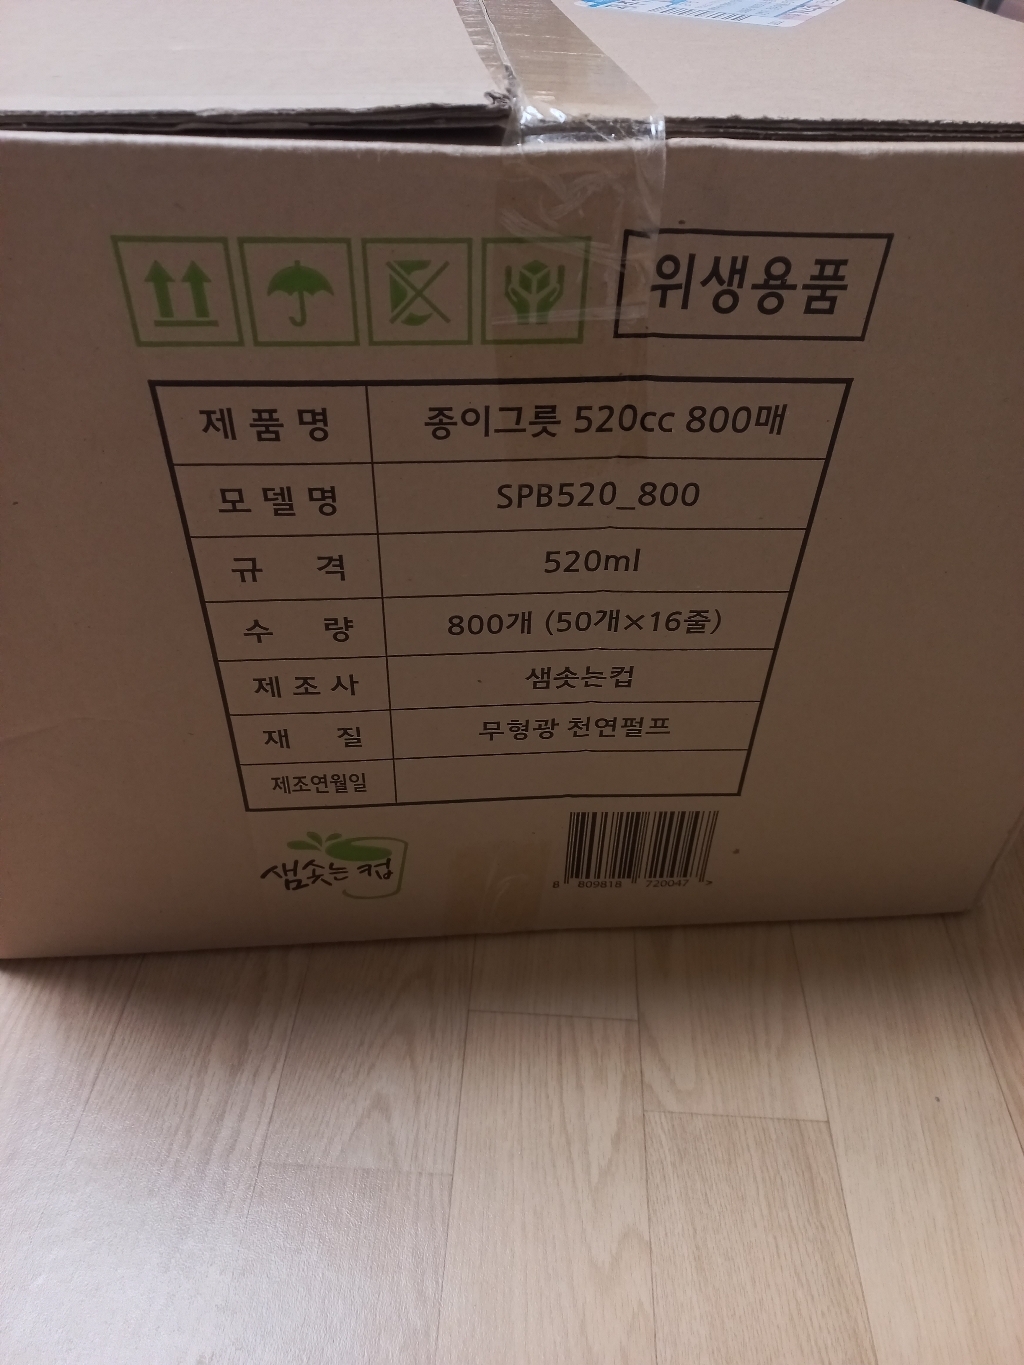 위생용품
제품명 종이그릇 520cc 800매
모델명 SPB520_800
규격 520ml
수량 800개 (50개×16줄)
제조사 샘솟는컵
재질 무형광 천연펄프
제조연월일
샘솟는컵
8 809818 720047 >